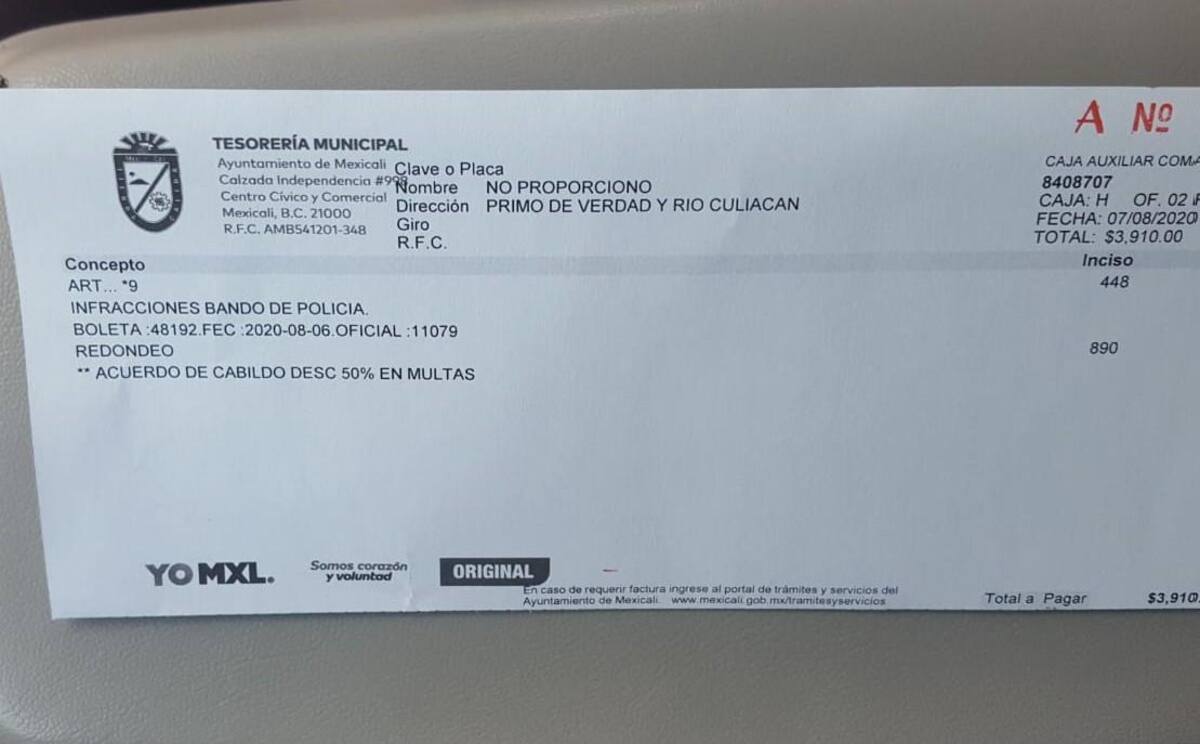 A Nº
TESORERÍA MUNICIPAL
Ayuntamiento de Mexicali
Calzada Independencia #998
Centro Cívico y Comercial
Mexicali, B.C. 21000
R.F.C. AMB541201-348
Clave o Placa
Nombre NO PROPORCIONO
Dirección PRIMO DE VERDAD Y RIO CULIACAN
Giro
R.F.C.
CAJA AUXILIAR
8408707
CAJA: H OF. 02
FECHA: 07/08/2020
TOTAL: $3,910.00
Concepto Inciso
ART... *9 448
INFRACCIONES BANDO DE POLICIA.
BOLETA :48192.FEC :2020-08-06.OFICIAL :11079
REDONDEO 890
** ACUERDO DE CABILDO DESC 50% EN MULTAS
YO MXL.
Somos corazón
y voluntad
ORIGINAL
En caso de requerir factura ingrese al portal de trámites y servicios del
Ayuntamiento de Mexicali. www.mexicali.gob.mx/tramitesyservicios
Total a Pagar $3,910.